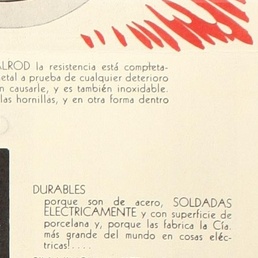 ALROD la resistencia está completa-
etal a prueba de cualquier deterioro
n causarle, y es también inoxidable.
las hornillas, y en otra forma dentro
DURABLES
porque son de acero, SOLDADAS
ELECTRICAMENTE y con superficie de
porcelana y, porque las fabrica la Cía.
más grande del mundo en cosas eléc-
tricas! . . . .